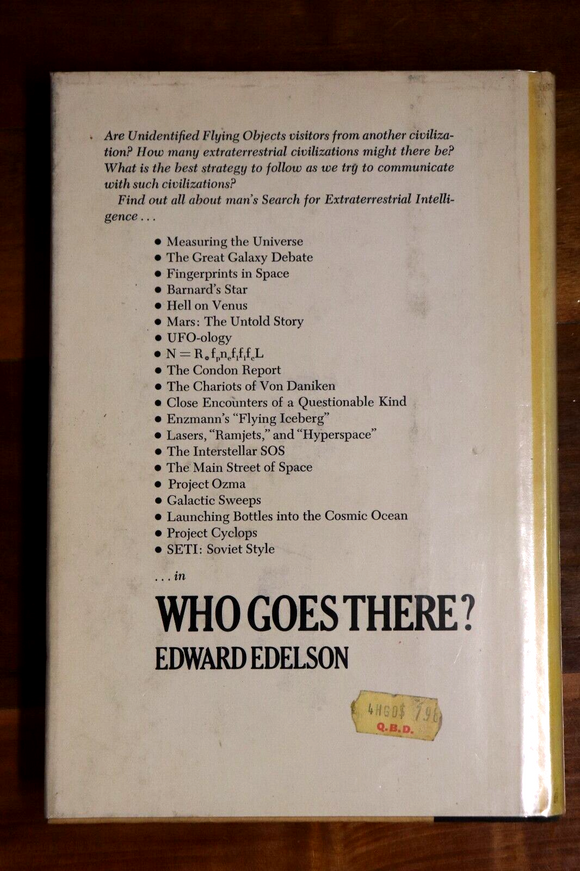 Are Unidentified Flying Objects visitors from another civiliza-
tion? How many extraterrestrial civilizations might there be?
What is the best strategy to follow as we try to communicate
with such civilizations?
Find out all about man's Search for Extraterrestrial Intelli-
gence . . .
• Measuring the Universe
• The Great Galaxy Debate
• Fingerprints in Space
• Barnard's Star
• Hell on Venus
• Mars: The Untold Story
• UFO-ology
• N = R∗fₚnₑfₗfᵢf꜀L
• The Condon Report
• The Chariots of Von Daniken
• Close Encounters of a Questionable Kind
• Enzmann's "Flying Iceberg"
• Lasers, "Ramjets," and "Hyperspace"
• The Interstellar SOS
• The Main Street of Space
• Project Ozma
• Galactic Sweeps
• Launching Bottles into the Cosmic Ocean
• Project Cyclops
• SETI: Soviet Style
. . . in
WHO GOES THERE?
EDWARD EDELSON
Q.B.D.